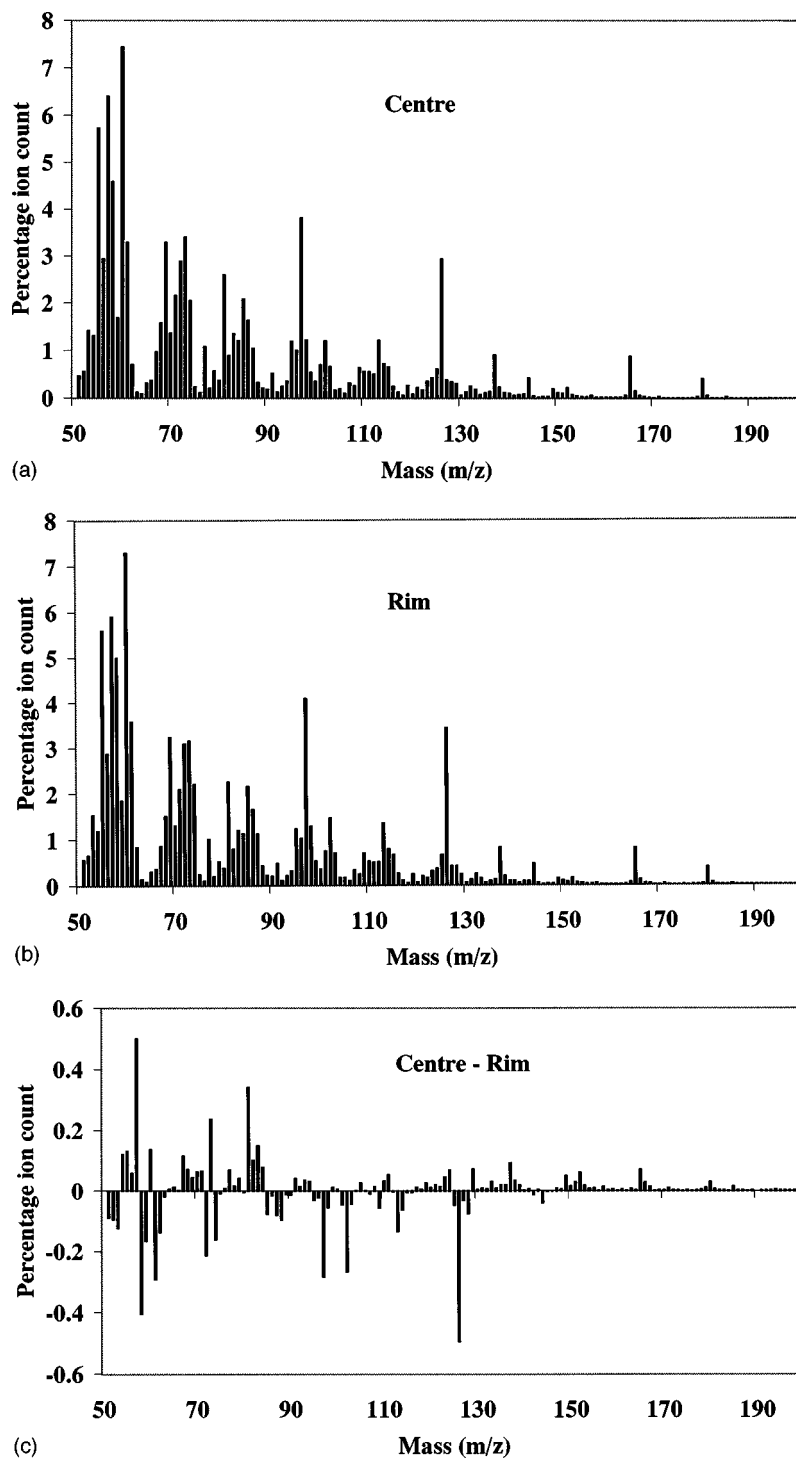 8
7
6
5
4
3
2
1
0
Percentage ion count
Centre
50 70 90 110 130 150 170 190
Mass (m/z)
(a)
8
7
6
5
4
3
2
1
0
Percentage ion count
Rim
50 70 90 110 130 150 170 190
Mass (m/z)
(b)
0.6
0.4
0.2
0
-0.2
-0.4
-0.6
Percentage ion count
Centre - Rim
50 70 90 110 130 150 170 190
Mass (m/z)
(c)